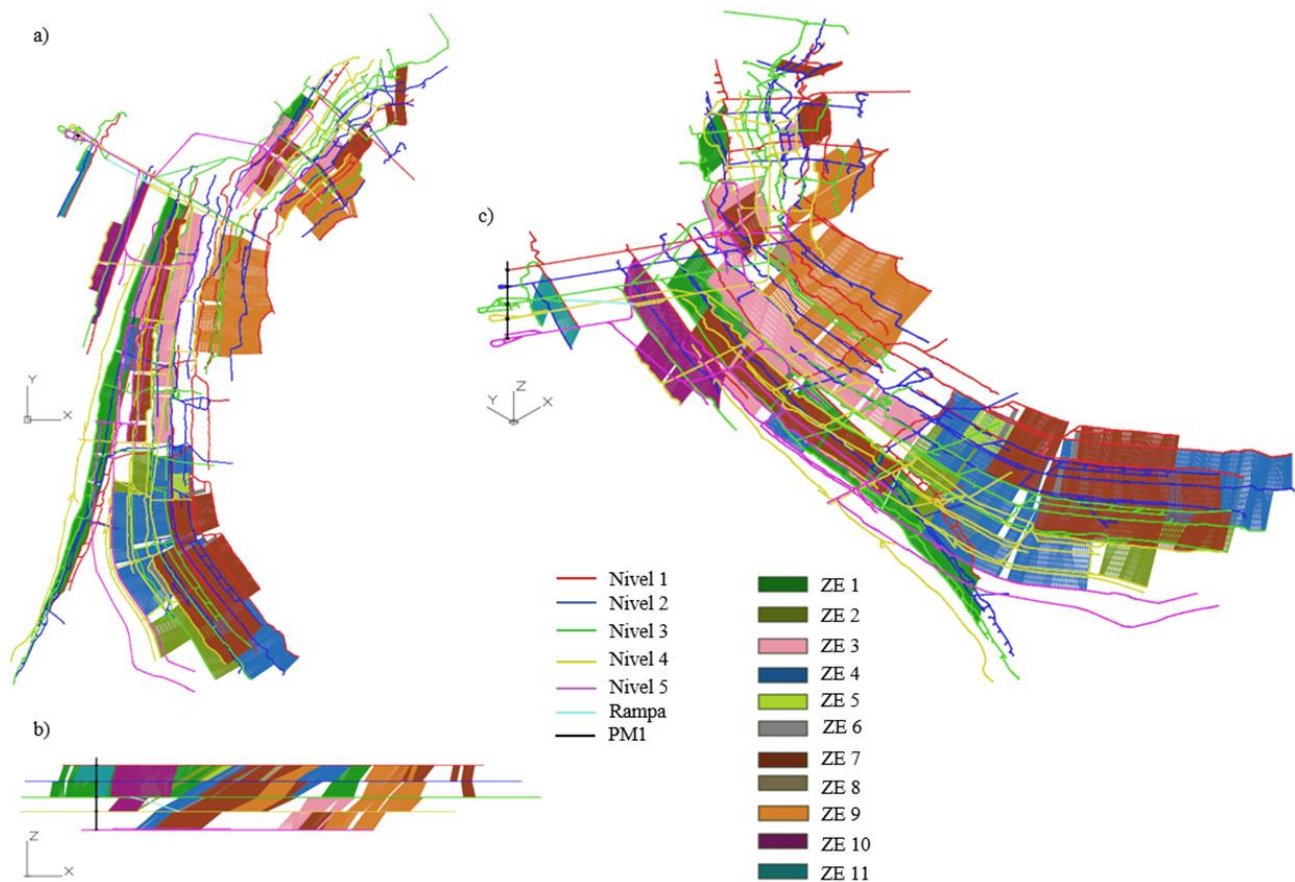 a)
c)
Y
X
Z
Y
X
Nivel 1
Nivel 2
Nivel 3
Nivel 4
Nivel 5
Rampa
PM1
ZE 1
ZE 2
ZE 3
ZE 4
ZE 5
ZE 6
ZE 7
ZE 8
ZE 9
ZE 10
ZE 11
b)
Z
X